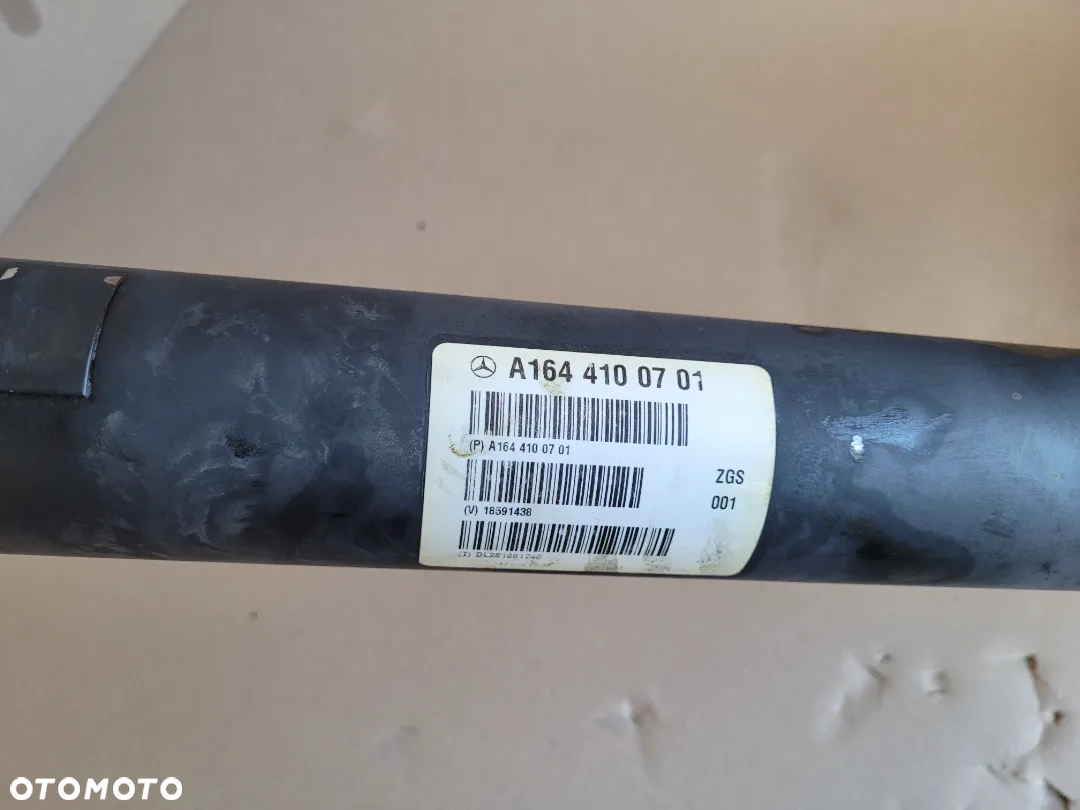 A164 410 07 01
(P) A164 410 07 01
ZGS
001
(V) 18591438
OTOMOTO